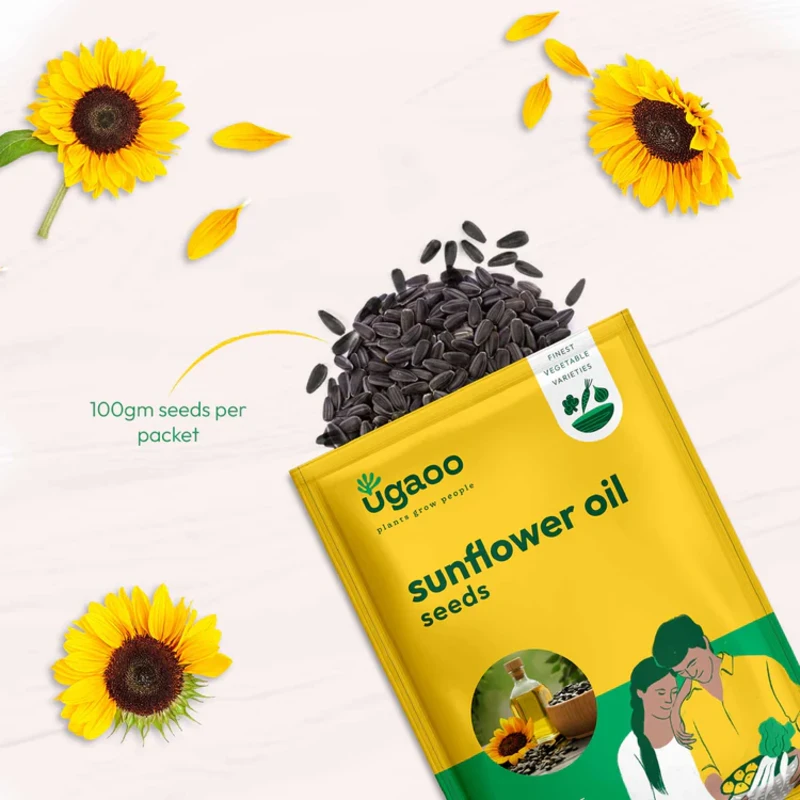 100gm seeds per
packet
FINEST
VEGETABLE
VARIETIES
ugaoo
plants grow people
sunflower oil
seeds